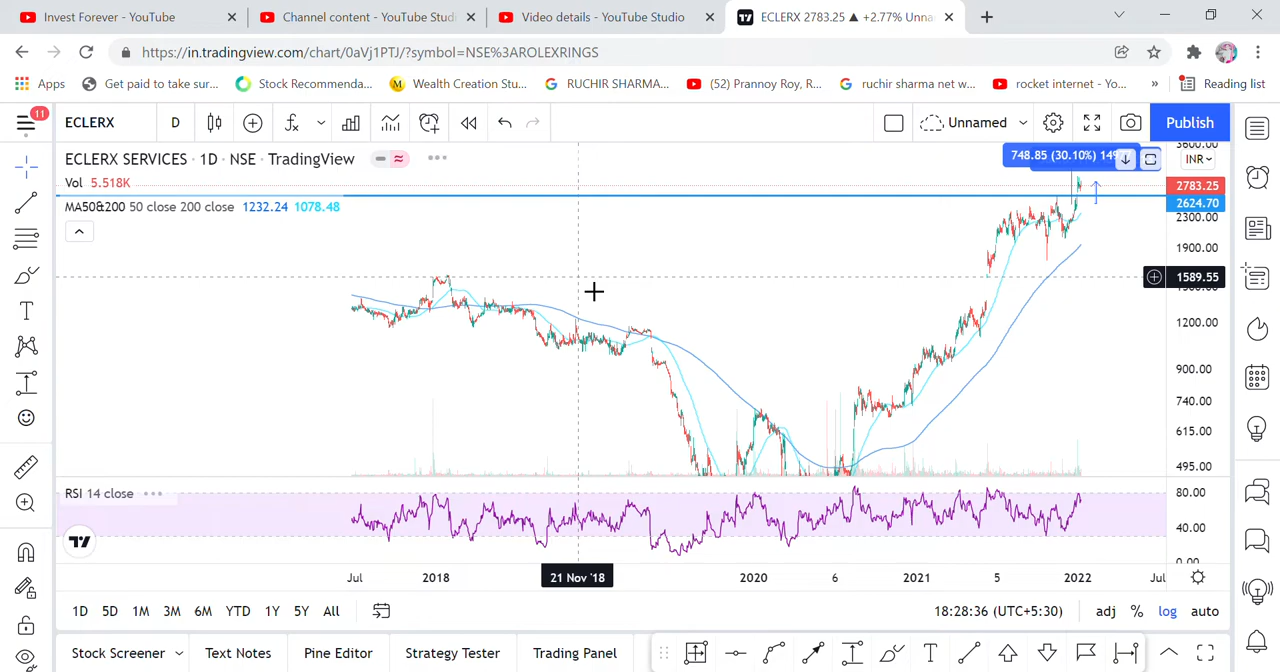 Invest Forever - YouTube
Channel content - YouTube Studi
Video details - YouTube Studio
ECLERX 2783.25 ▲ +2.77% Unna
https://in.tradingview.com/chart/0aVj1PTJ/?symbol=NSE%3AROLEXRINGS
Apps
Get paid to take sur...
Stock Recommenda...
Wealth Creation Stu...
RUCHIR SHARMA...
(52) Prannoy Roy, R...
ruchir sharma net w...
rocket internet - Yo...
»
Reading list
11
ECLERX
D
Unnamed
Publish
ECLERX SERVICES · 1D · NSE · TradingView
748.85 (30.10%)
3600.00
INR
Vol 5.518K
2783.25
MA50&200 50 close 200 close 1232.24 1078.48
2624.70
2300.00
1900.00
1589.55
1200.00
900.00
740.00
615.00
495.00
RSI 14 close
80.00
40.00
0.00
Jul
2018
21 Nov '18
2020
6
2021
5
2022
Jul
1D 5D 1M 3M 6M YTD 1Y 5Y All
18:28:36 (UTC+5:30)
adj % log auto
Stock Screener
Text Notes
Pine Editor
Strategy Tester
Trading Panel